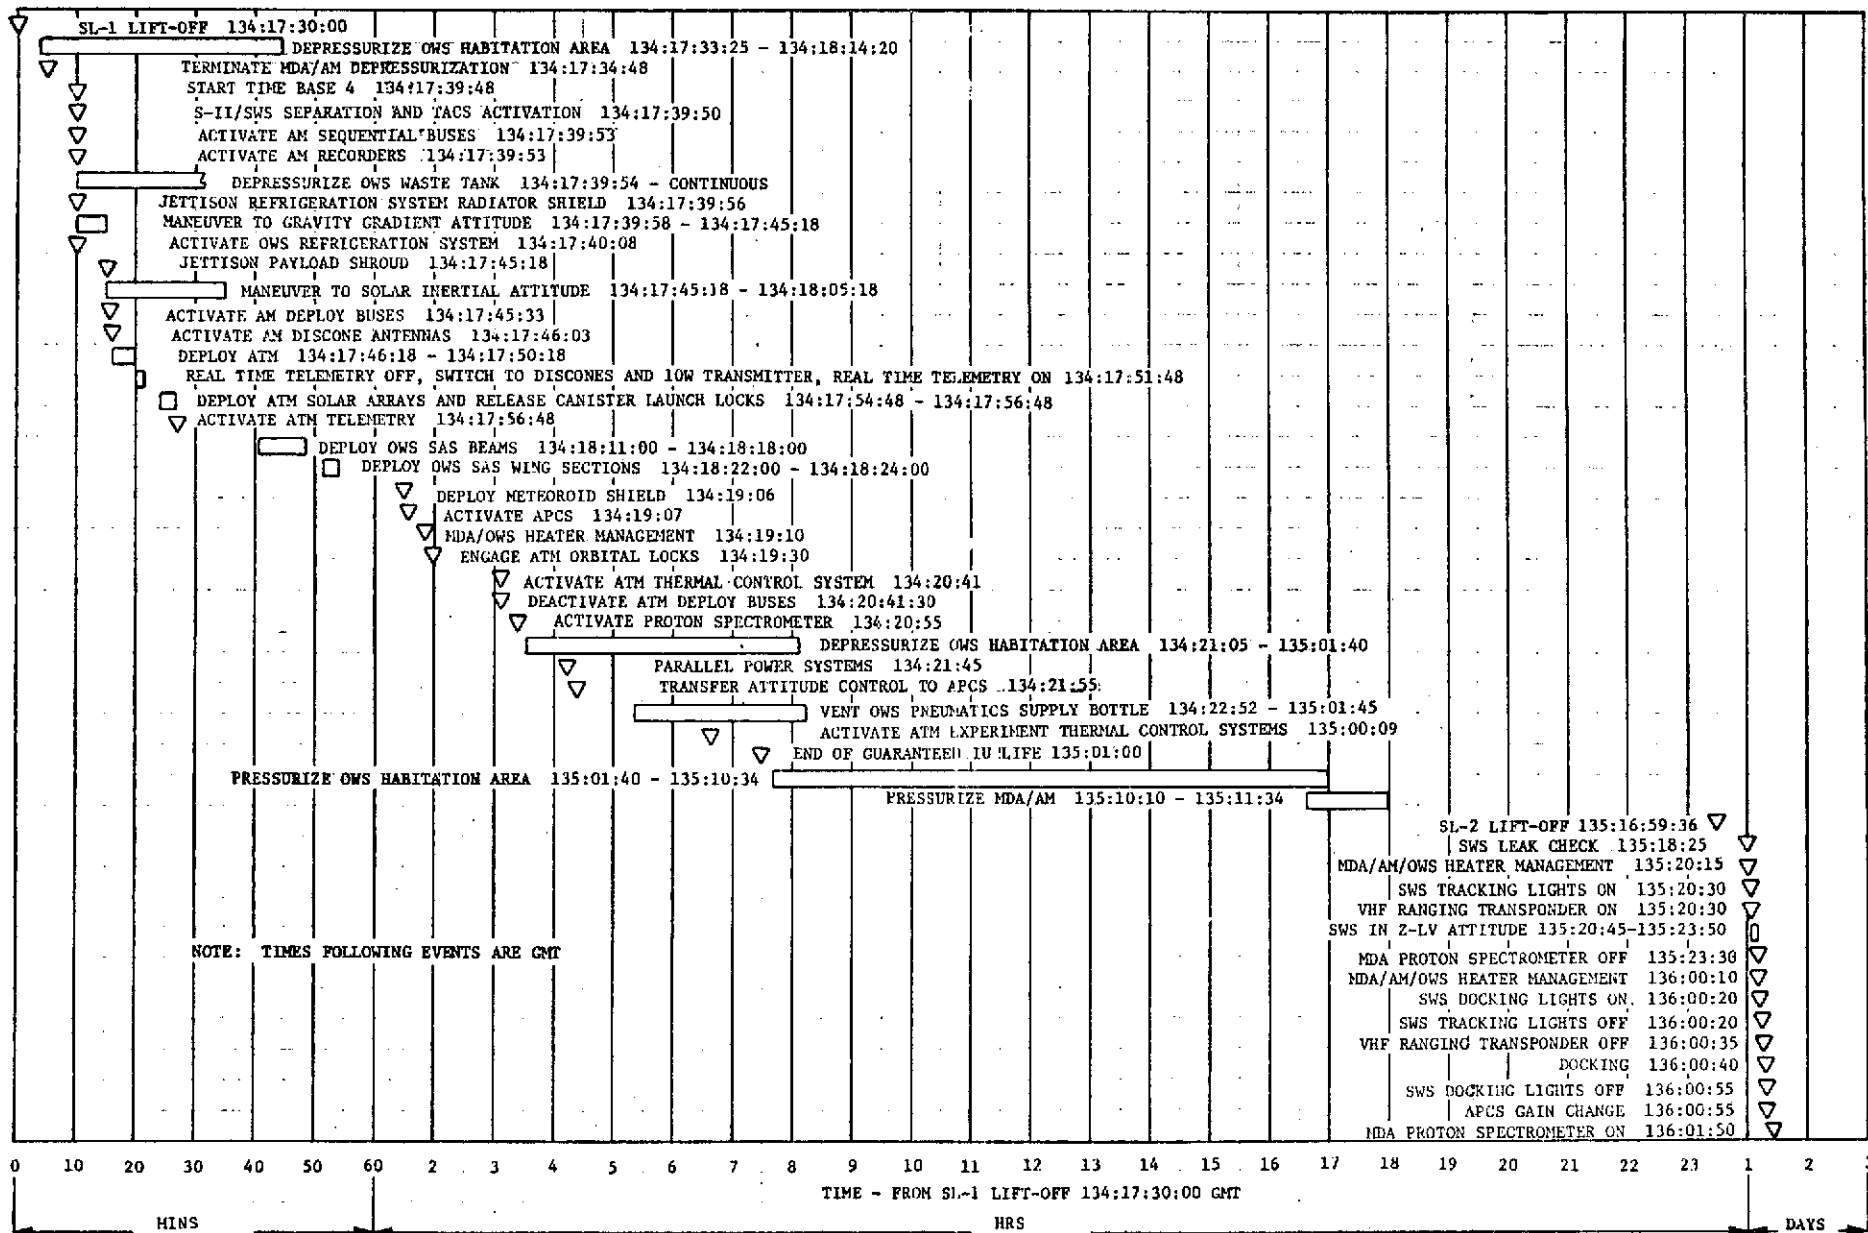 SL-1 LIFT-OFF 134:17:30:00
DEPRESSURIZE OWS HABITATION AREA 134:17:33:25 - 134:18:14:20
TERMINATE MDA/AM DEPRESSURIZATION 134:17:34:48
START TIME BASE 4 134:17:39:48
S-II/SWS SEPARATION AND TACS ACTIVATION 134:17:39:50
ACTIVATE AM SEQUENTIAL BUSES 134:17:39:53
ACTIVATE AM RECORDERS 134:17:39:53
DEPRESSURIZE OWS WASTE TANK 134:17:39:54 - CONTINUOUS
JETTISON REFRIGERATION SYSTEM RADIATOR SHIELD 134:17:39:56
MANEUVER TO GRAVITY GRADIENT ATTITUDE 134:17:39:58 - 134:17:45:18
ACTIVATE OWS REFRIGERATION SYSTEM 134:17:40:08
JETTISON PAYLOAD SHROUD 134:17:45:18
MANEUVER TO SOLAR INERTIAL ATTITUDE 134:17:45:18 - 134:18:05:18
ACTIVATE AM DEPLOY BUSES 134:17:45:33
ACTIVATE AM DISCONE ANTENNAS 134:17:46:03
DEPLOY ATM 134:17:46:18 - 134:17:50:18
REAL TIME TELEMETRY OFF, SWITCH TO DISCONES AND 10W TRANSMITTER, REAL TIME TELEMETRY ON 134:17:51:48
DEPLOY ATM SOLAR ARRAYS AND RELEASE CANISTER LAUNCH LOCKS 134:17:54:48 - 134:17:56:48
ACTIVATE ATM TELEMETRY 134:17:56:48
DEPLOY OWS SAS BEAMS 134:18:11:00 - 134:18:18:00
DEPLOY OWS SAS WING SECTIONS 134:18:22:00 - 134:18:24:00
DEPLOY METEOROID SHIELD 134:19:06
ACTIVATE APCS 134:19:07
MDA/OWS HEATER MANAGEMENT 134:19:10
ENGAGE ATM ORBITAL LOCKS 134:19:30
ACTIVATE ATM THERMAL CONTROL SYSTEM 134:20:41
DEACTIVATE ATM DEPLOY BUSES 134:20:41:30
ACTIVATE PROTON SPECTROMETER 134:20:55
DEPRESSURIZE OWS HABITATION AREA 134:21:05 - 135:01:40
PARALLEL POWER SYSTEMS 134:21:45
TRANSFER ATTITUDE CONTROL TO APCS 134:21:55
VENT OWS PNEUMATICS SUPPLY BOTTLE 134:22:52 - 135:01:45
ACTIVATE ATM EXPERIMENT THERMAL CONTROL SYSTEMS 135:00:09
END OF GUARANTEED IU LIFE 135:01:00
PRESSURIZE OWS HABITATION AREA 135:01:40 - 135:10:34
PRESSURIZE MDA/AM 135:10:10 - 135:11:34
SL-2 LIFT-OFF 135:16:59:36
SWS LEAK CHECK 135:18:25
MDA/AM/OWS HEATER MANAGEMENT 135:20:15
SWS TRACKING LIGHTS ON 135:20:30
VHF RANGING TRANSPONDER ON 135:20:30
SWS IN Z-LV ATTITUDE 135:20:45-135:23:50
NOTE: TIMES FOLLOWING EVENTS ARE GMT
MDA PROTON SPECTROMETER OFF 135:23:30
MDA/AM/OWS HEATER MANAGEMENT 136:00:10
SWS DOCKING LIGHTS ON 136:00:20
SWS TRACKING LIGHTS OFF 136:00:20
VHF RANGING TRANSPONDER OFF 136:00:35
DOCKING 136:00:40
SWS DOCKING LIGHTS OFF 136:00:55
APCS GAIN CHANGE 136:00:55
MDA PROTON SPECTROMETER ON 136:01:50
0 10 20 30 40 50 60 2 3 4 5 6 7 8 9 10 11 12 13 14 15 16 17 18 19 20 21 22 23 1 2
TIME - FROM SL-1 LIFT-OFF 134:17:30:00 GMT
MINS HRS DAYS